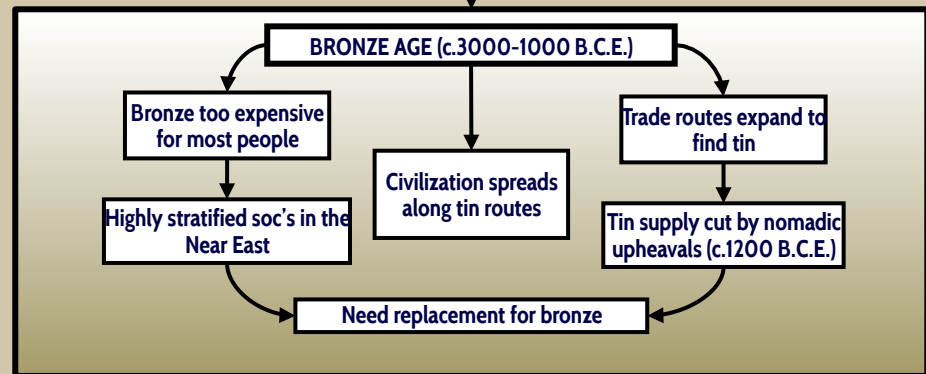 BRONZE AGE (c.3000-1000 B.C.E.)
Bronze too expensive
for most people
Trade routes expand to
find tin
Civilization spreads
along tin routes
Highly stratified soc's in the
Near East
Tin supply cut by nomadic
upheavals (c.1200 B.C.E.)
Need replacement for bronze